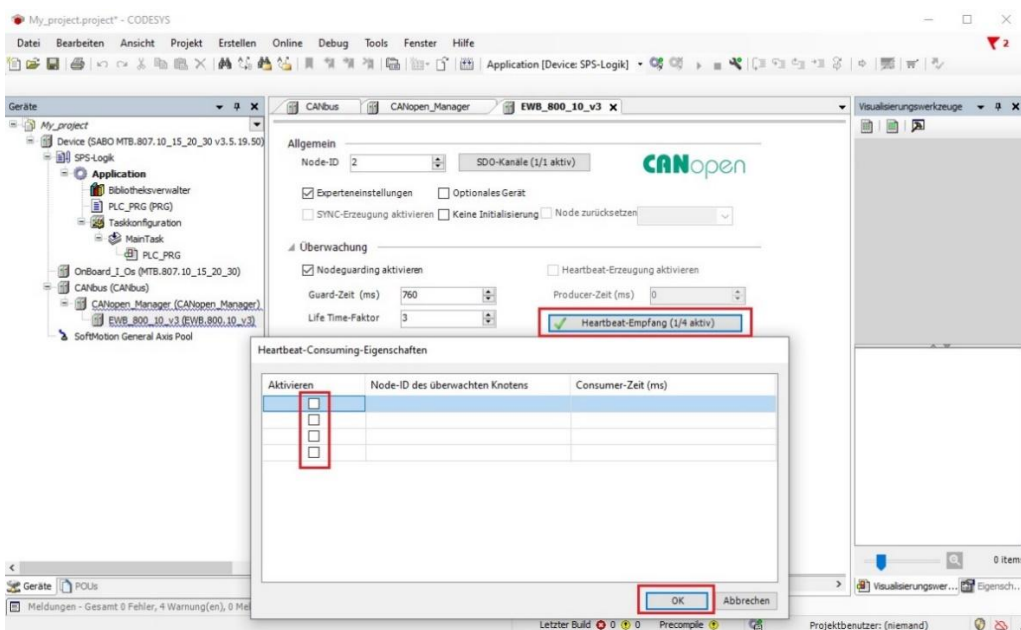 My_project.project* - CODESYS
Datei Bearbeiten Ansicht Projekt Erstellen Online Debug Tools Fenster Hilfe
2
Application [Device: SPS-Logik]
Geräte
My_project
Device (SABO MTB.807.10_15_20_30 v3.5.19.50)
SPS-Logik
Application
Bibliotheksverwalter
PLC_PRG (PRG)
Taskkonfiguration
MainTask
PLC_PRG
OnBoard_I_Os (MTB.807.10_15_20_30)
CANbus (CANbus)
CANopen_Manager (CANopen_Manager)
EWB_800_10_v3 (EWB.800.10_v3)
SoftMotion General Axis Pool
CANbus CANopen_Manager EWB_800_10_v3
Allgemein
Node-ID 2 SDO-Kanäle (1/1 aktiv)
CANopen
Experteneinstellungen Optionales Gerät
SYNC-Erzeugung aktivieren Keine Initialisierung Node zurücksetzen
Überwachung
Nodeguarding aktivieren Heartbeat-Erzeugung aktivieren
Guard-Zeit (ms) 760 Producer-Zeit (ms) 0
Life Time-Faktor 3 Heartbeat-Empfang (1/4 aktiv)
Heartbeat-Consuming-Eigenschaften
Aktivieren Node-ID des überwachten Knotens Consumer-Zeit (ms)
OK Abbrechen
Visualisierungswerkzeuge
0 item
Visualisierungswer... Eigensch...
Geräte POUs
Meldungen - Gesamt 0 Fehler, 4 Warnung(en), 0 Mel
Letzter Build 0 0 Precompile Projektbenutzer: (niemand)